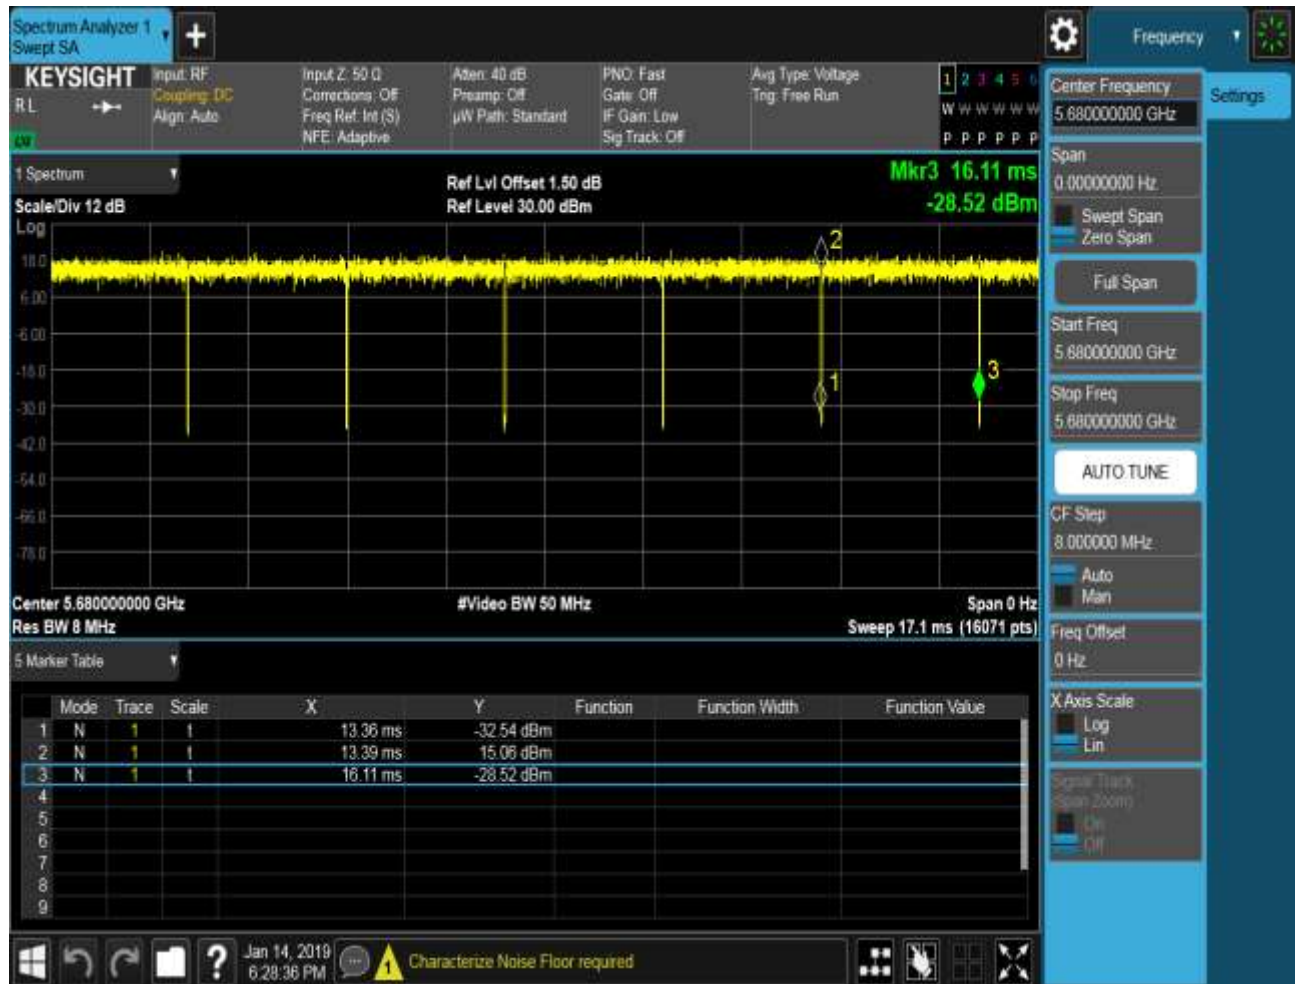 Spectrum Analyzer 1
Swept SA
Frequency
KEYSIGHT
Input: RF
Coupling: DC
Align: Auto
Input Z: 50 Ω
Corrections: Off
Freq Ref: Int (S)
NFE: Adaptive
Atten: 40 dB
Preamp: Off
µW Path: Standard
PNO: Fast
Gate: Off
IF Gain: Low
Sig Track: Off
Avg Type: Voltage
Trig: Free Run
1 2 3 4 5 6
W W W W W W
P P P P P P
R L
Center Frequency
5.680000000 GHz
Settings
Span
0.00000000 Hz
Swept Span
Zero Span
Full Span
Start Freq
5.680000000 GHz
Stop Freq
5.680000000 GHz
AUTO TUNE
CF Step
8.000000 MHz
Auto
Man
Freq Offset
0 Hz
X Axis Scale
Log
Lin
Signal Track
(Span Zoom)
On
Off
1 Spectrum
Scale/Div 12 dB
Log
Ref Lvl Offset 1.50 dB
Ref Level 30.00 dBm
Mkr3 16.11 ms
-28.52 dBm
18.0
6.00
-6.00
-18.0
-30.0
-42.0
-54.0
-66.0
-78.0
2
1
3
Center 5.680000000 GHz
#Video BW 50 MHz
Span 0 Hz
Res BW 8 MHz
Sweep 17.1 ms (16071 pts)
5 Marker Table
Mode Trace Scale X Y Function Function Width Function Value
1 N 1 t 13.36 ms -32.54 dBm
2 N 1 t 13.39 ms 15.06 dBm
3 N 1 t 16.11 ms -28.52 dBm
4
5
6
7
8
9
Jan 14, 2019
6:28:36 PM
Characterize Noise Floor required